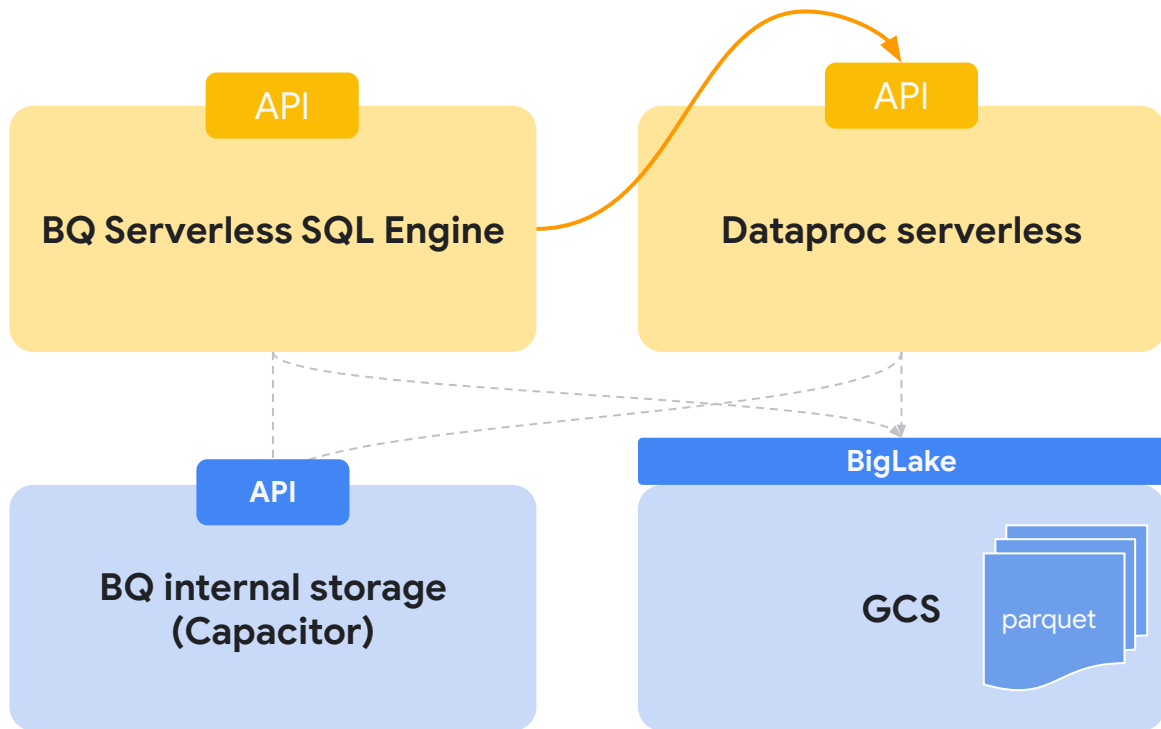 API
API
BQ Serverless SQL Engine
Dataproc serverless
BigLake
API
BQ internal storage
(Capacitor)
GCS
parquet